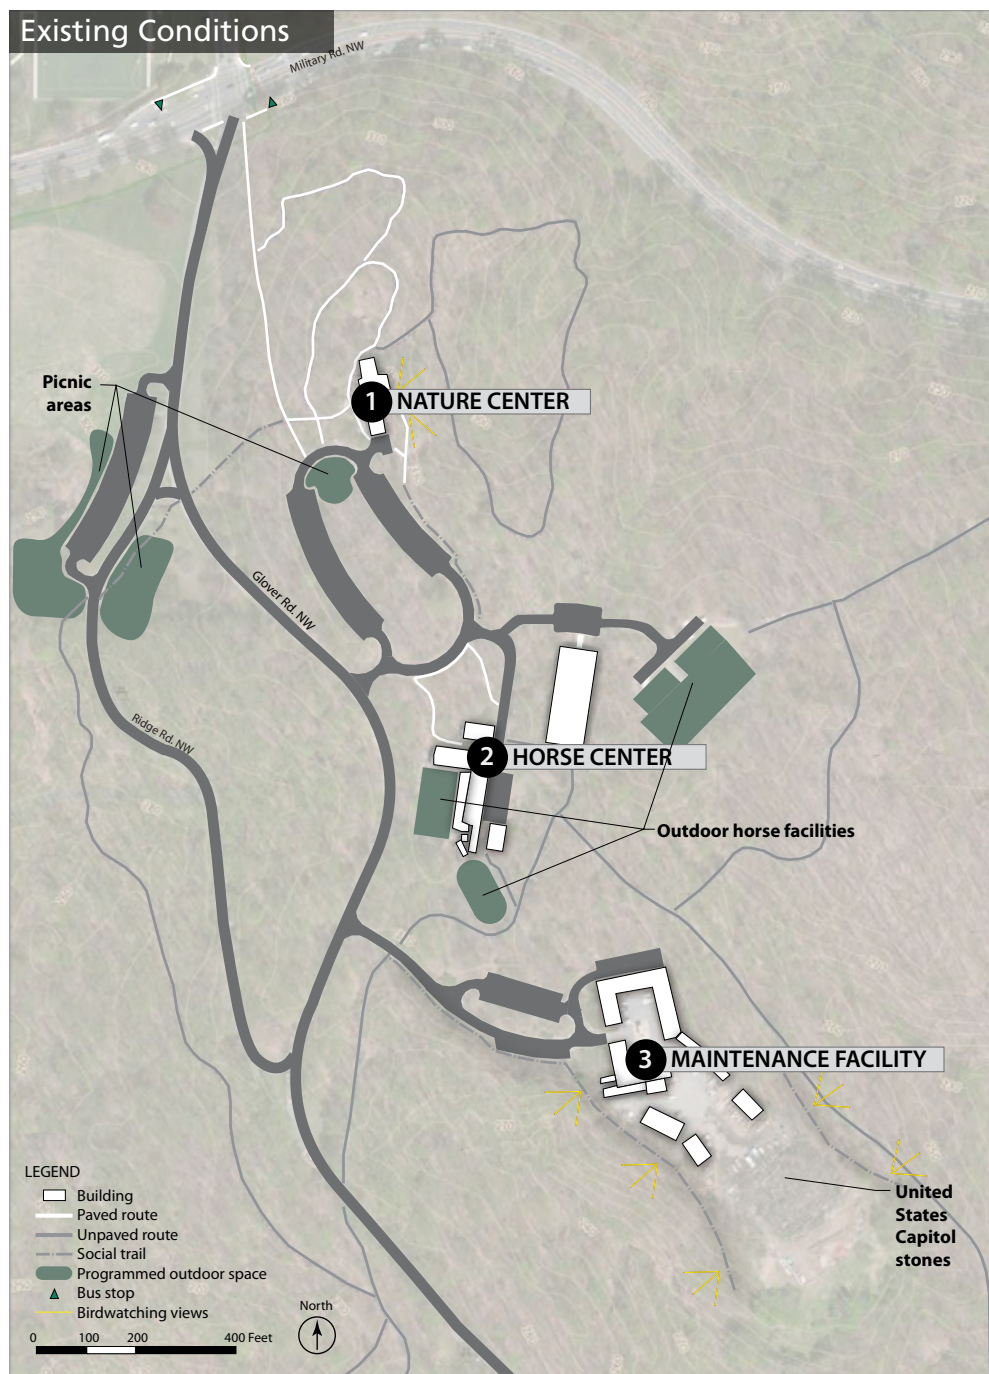 Existing Conditions
Military Rd. NW
Picnic
areas
1 NATURE CENTER
Glover Rd. NW
Ridge Rd. NW
2 HORSE CENTER
Outdoor horse facilities
3 MAINTENANCE FACILITY
United
States
Capitol
stones
LEGEND
Building
Paved route
Unpaved route
Social trail
Programmed outdoor space
Bus stop
Birdwatching views
0 100 200 400 Feet
North